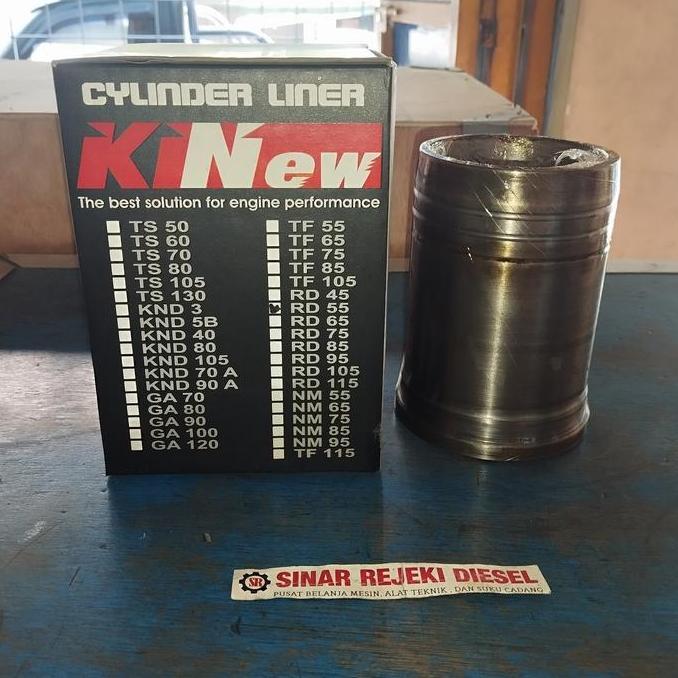 CYLINDER LINER
KiNew
The best solution for engine performance
TS 50
TS 60
TS 70
TS 80
TS 105
TS 130
KND 3
KND 5B
KND 40
KND 80
KND 105
KND 70 A
KND 90 A
GA 70
GA 80
GA 90
GA 100
GA 120
TF 55
TF 65
TF 75
TF 85
TF 105
RD 45
RD 55
RD 65
RD 75
RD 85
RD 95
RD 105
RD 115
NM 55
NM 65
NM 75
NM 85
NM 95
TF 115
SR SINAR REJEKI DIESEL
PUSAT BELANJA MESIN, ALAT TEKNIK , DAN SUKU CADANG